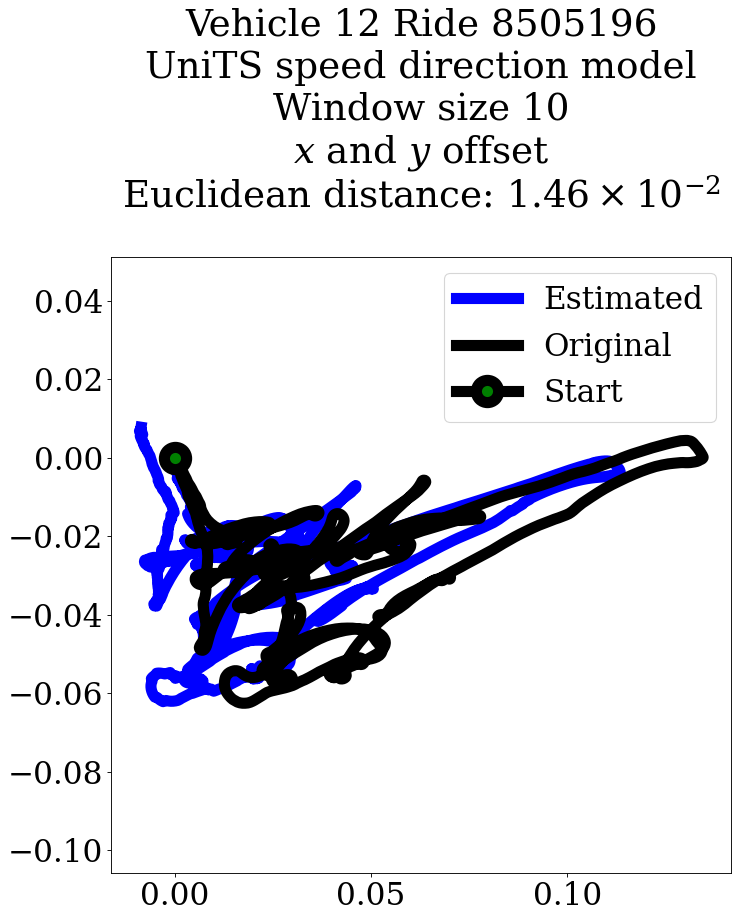 Vehicle 12 Ride 8505196
UniTS speed direction model
Window size 10
x and y offset
Euclidean distance: 1.46 × 10⁻²
Estimated
Original
Start
0.04
0.02
0.00
−0.02
−0.04
−0.06
−0.08
−0.10
0.00 0.05 0.10